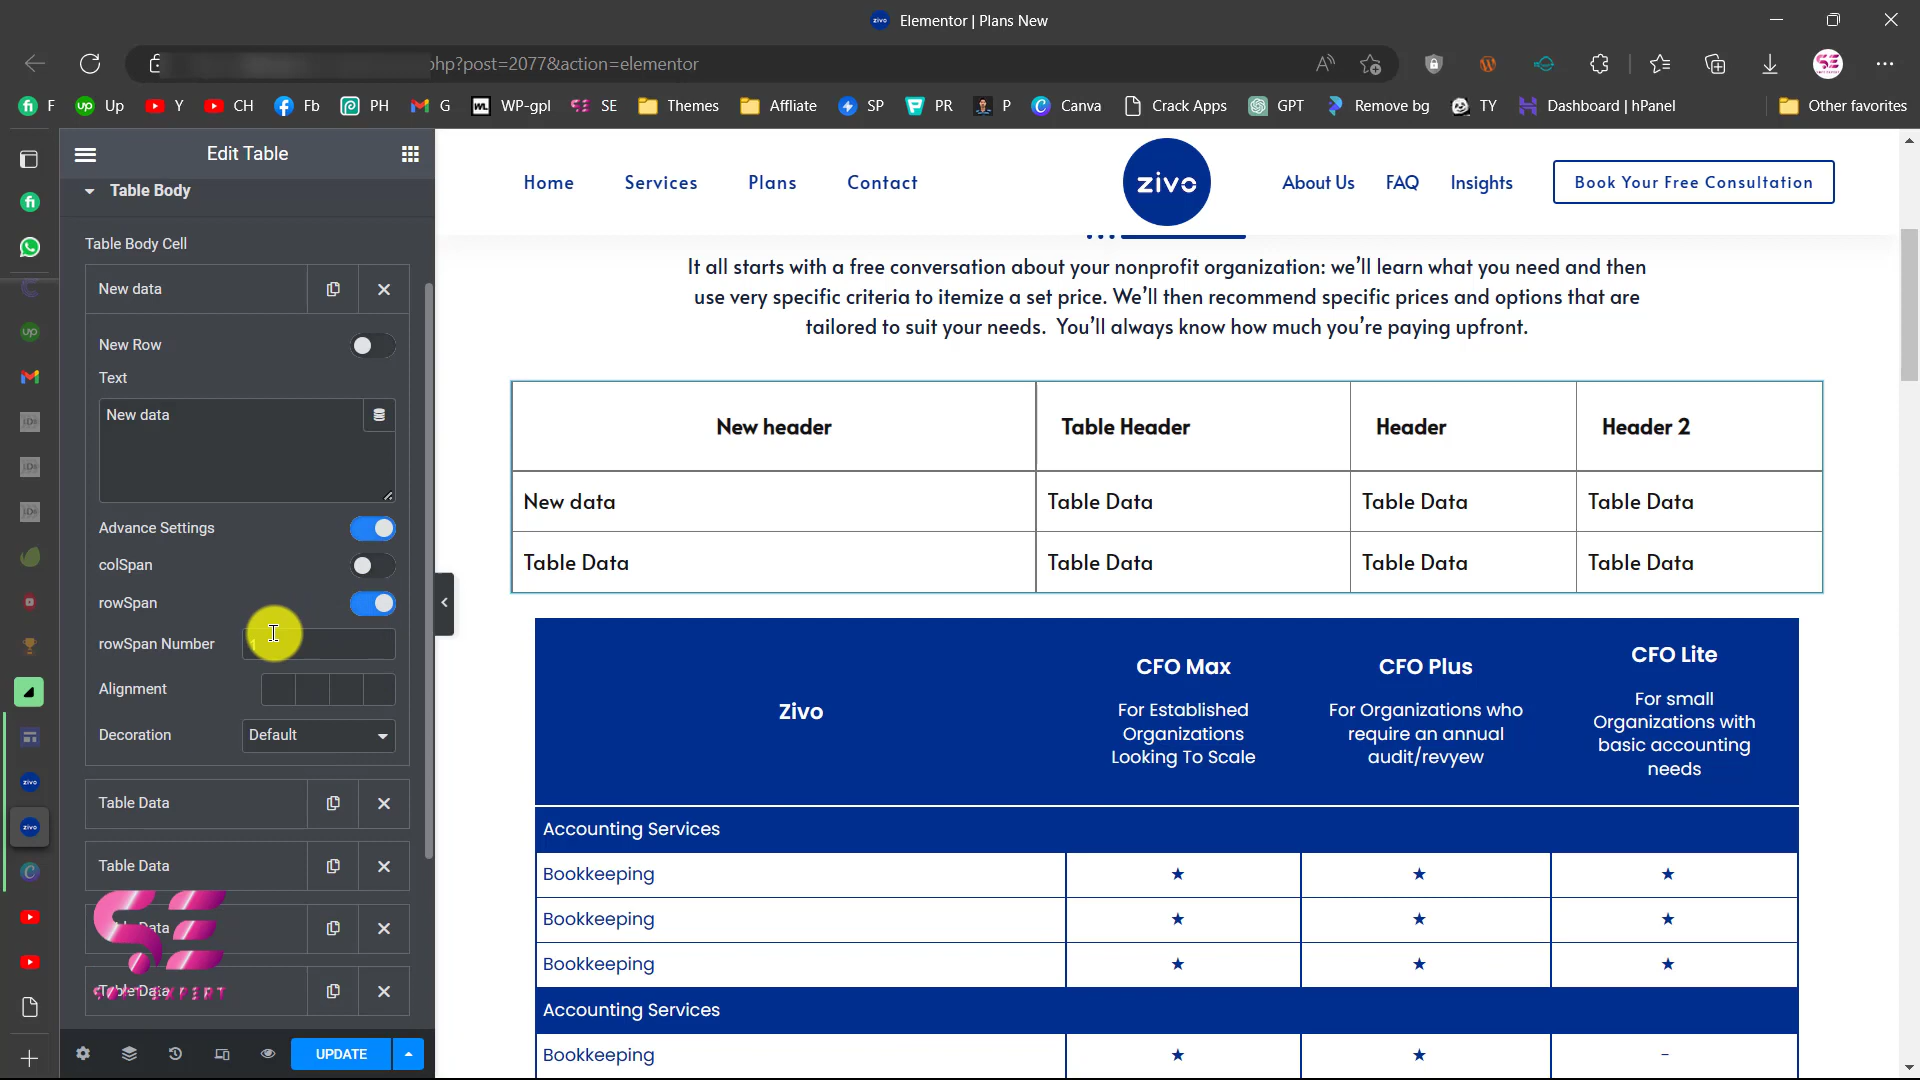 zivo Elementor | Plans New
hp?post=2077&action=elementor
F Up Y CH Fb PH G WP-gpl SE Themes Affliate SP PR P Canva Crack Apps GPT Remove bg TY Dashboard | hPanel Other favorites
Edit Table
Table Body
Table Body Cell
New data
New Row
Text
New data
Advance Settings
colSpan
rowSpan
rowSpan Number 1
Alignment
Decoration Default
Table Data
Table Data
Table Data
Table Data
UPDATE
Home Services Plans Contact zivo About Us FAQ Insights Book Your Free Consultation
It all starts with a free conversation about your nonprofit organization: we’ll learn what you need and then
use very specific criteria to itemize a set price. We’ll then recommend specific prices and options that are
tailored to suit your needs. You’ll always know how much you’re paying upfront.
New header Table Header Header Header 2
New data Table Data Table Data Table Data
Table Data Table Data Table Data Table Data
Zivo
CFO Max
For Established
Organizations
Looking To Scale
CFO Plus
For Organizations who
require an annual
audit/revyew
CFO Lite
For small
Organizations with
basic accounting
needs
Accounting Services
Bookkeeping ★ ★ ★
Bookkeeping ★ ★ ★
Bookkeeping ★ ★ ★
Accounting Services
Bookkeeping ★ ★ –